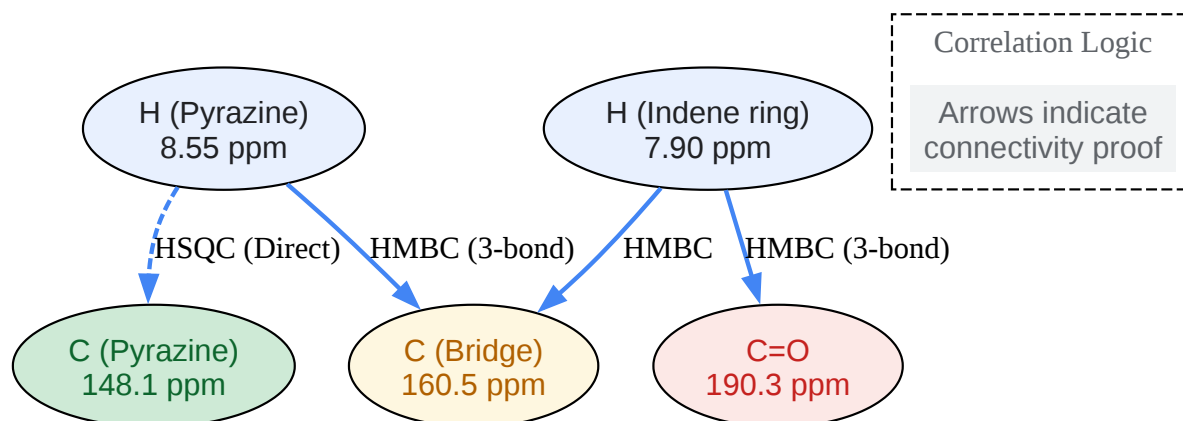 Correlation Logic
Arrows indicate
connectivity proof
H (Pyrazine)
8.55 ppm
H (Indene ring)
7.90 ppm
HSQC (Direct)
HMBC (3-bond)
HMBC
HMBC (3-bond)
C (Pyrazine)
148.1 ppm
C (Bridge)
160.5 ppm
C=O
190.3 ppm